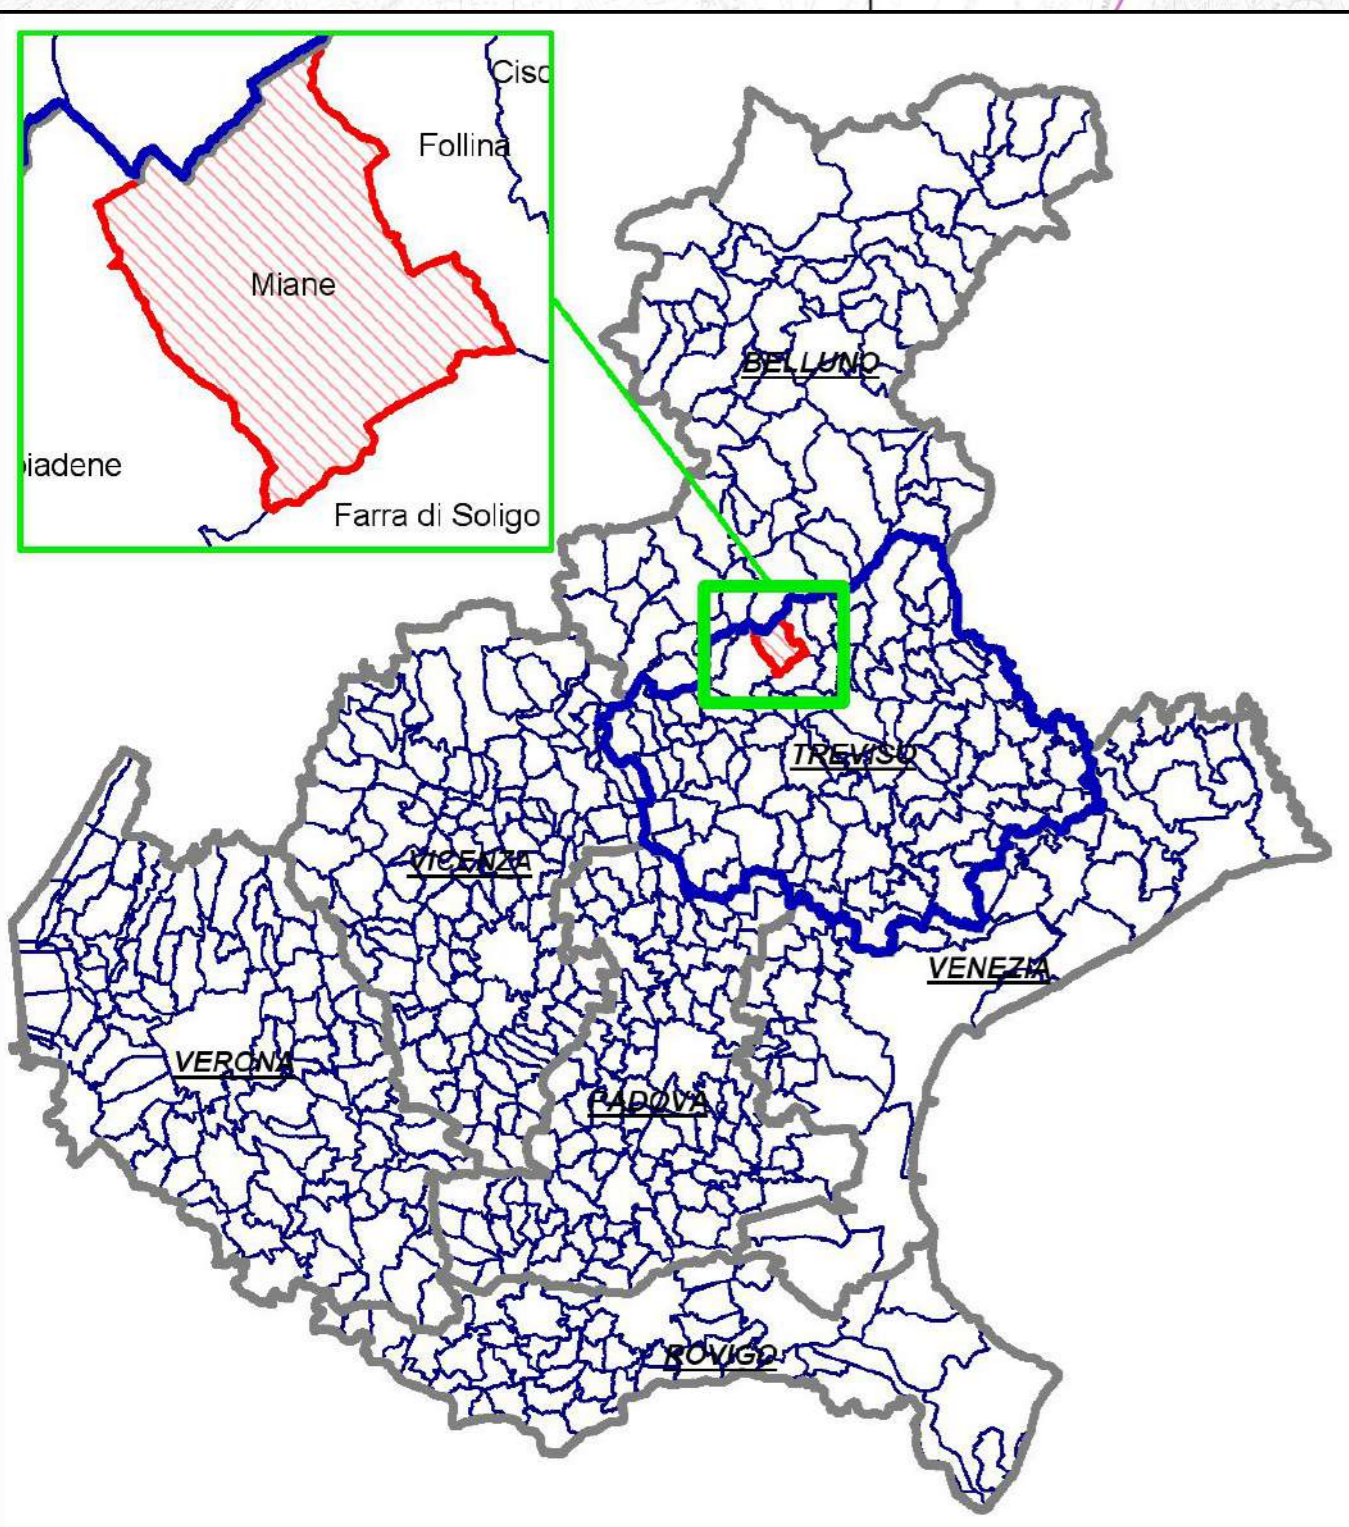 Cisc
Follina
Miane
iadene
Farra di Soligo
BELLUNO
TREVISO
VICENZA
VENEZIA
VERONA
PADOVA
ROVIGO